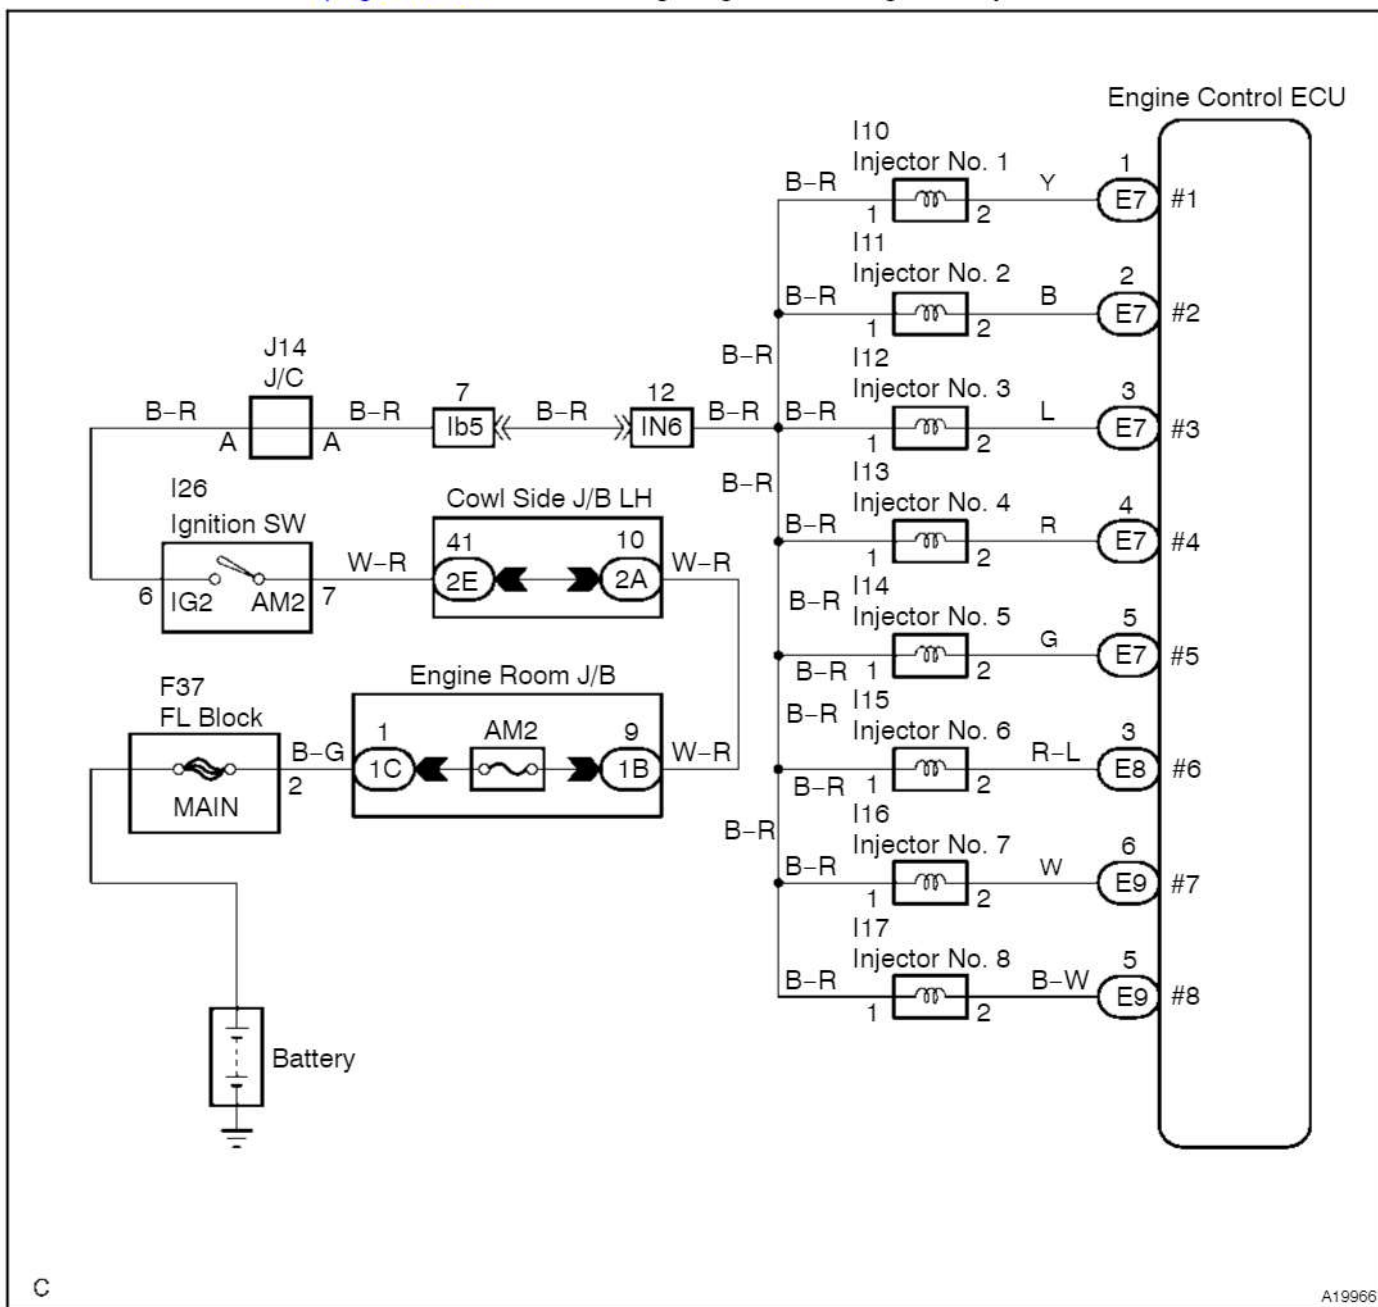 Engine Control ECU
I10
Injector No. 1
B–R
1
2
Y
1
E7
#1
I11
Injector No. 2
B–R
1
2
B
2
E7
#2
B–R
I12
Injector No. 3
B–R
1
2
L
3
E7
#3
J14
J/C
B–R
A
A
B–R
7
Ib5
B–R
12
IN6
B–R
B–R
I13
Injector No. 4
B–R
1
2
R
4
E7
#4
I26
Ignition SW
6
IG2
AM2
7
W–R
Cowl Side J/B LH
41
2E
10
2A
W–R
B–R
I14
Injector No. 5
B–R
1
2
G
5
E7
#5
F37
FL Block
MAIN
2
B–G
Engine Room J/B
1
1C
AM2
9
1B
W–R
B–R
I15
Injector No. 6
B–R
1
2
R–L
3
E8
#6
B–R
I16
Injector No. 7
B–R
1
2
W
6
E9
#7
I17
Injector No. 8
B–R
1
2
B–W
5
E9
#8
Battery
C
A19966